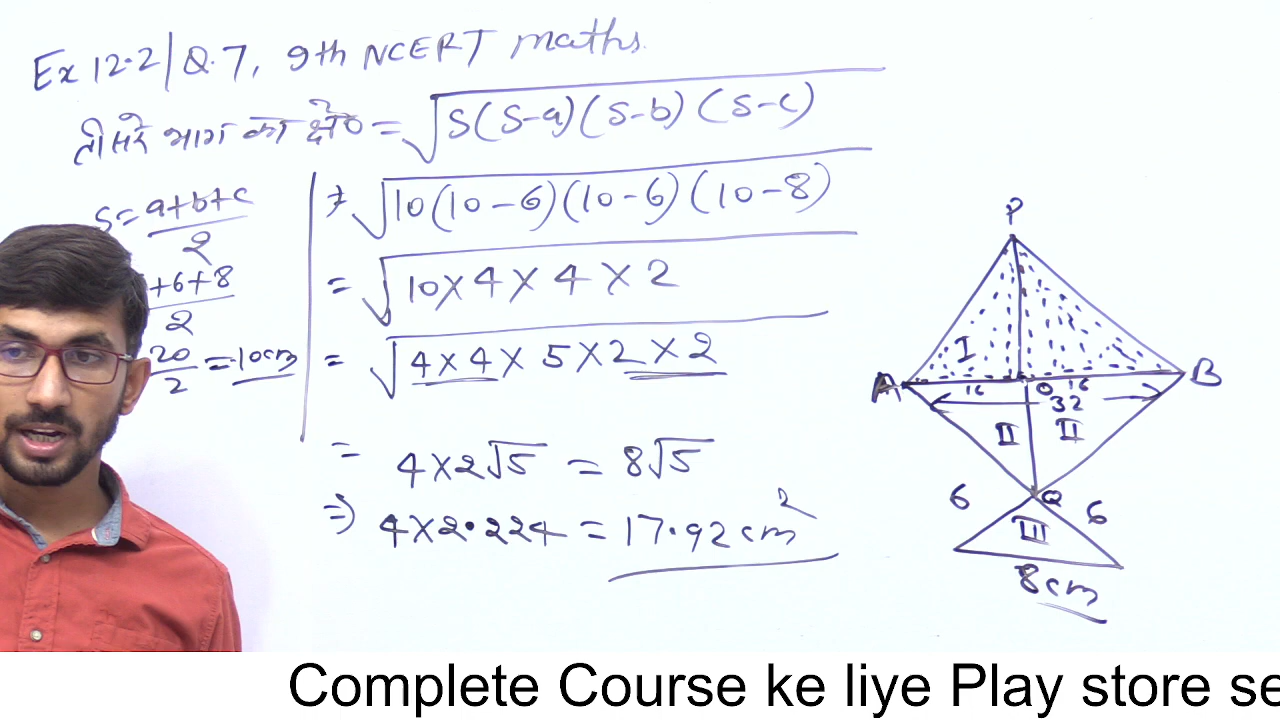 Ex 12.2 | Q.7, 9th NCERT maths.
तीसरे भाग का क्षे० = √S(S-a)(S-b)(S-c)
S = a+b+c/2
⇒ √10(10-6)(10-6)(10-8)
+6+8/2
= √10×4×4×2
20/2 = 10cm
= √4×4×5×2×2
= 4×2√5 = 8√5
⇒ 4×2.224 = 17.92 cm²
P
I
A
B
16
O
16
32
II
II
Q
6
6
III
8cm
Complete Course ke liye Play store se